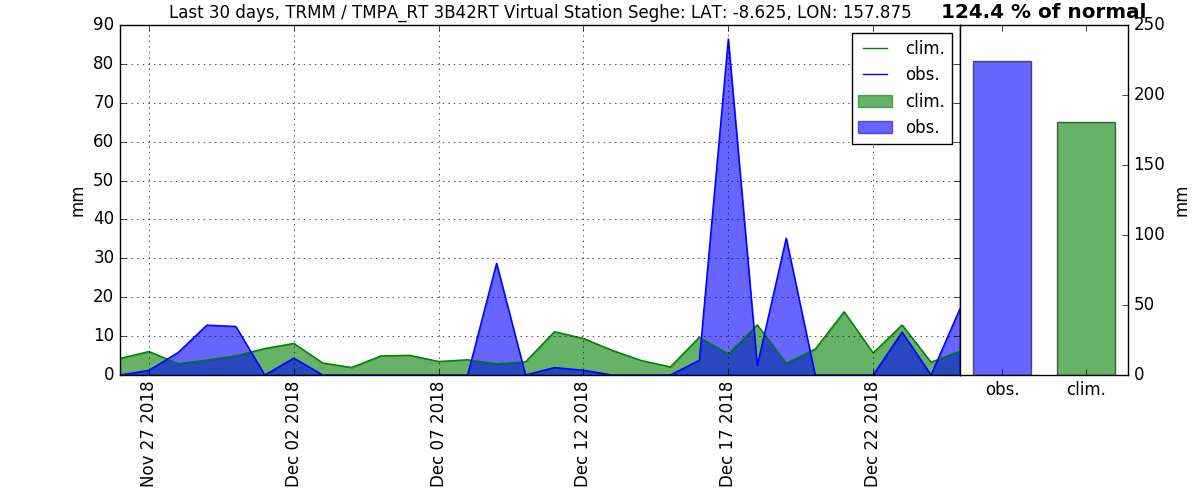 Last 30 days, TRMM / TMPA_RT 3B42RT Virtual Station Seghe: LAT: -8.625, LON: 157.875
124.4 % of normal
90
80
70
60
50
40
30
20
10
0
mm
clim.
obs.
clim.
obs.
250
200
150
100
50
0
mm
obs.
clim.
Nov 27 2018
Dec 02 2018
Dec 07 2018
Dec 12 2018
Dec 17 2018
Dec 22 2018